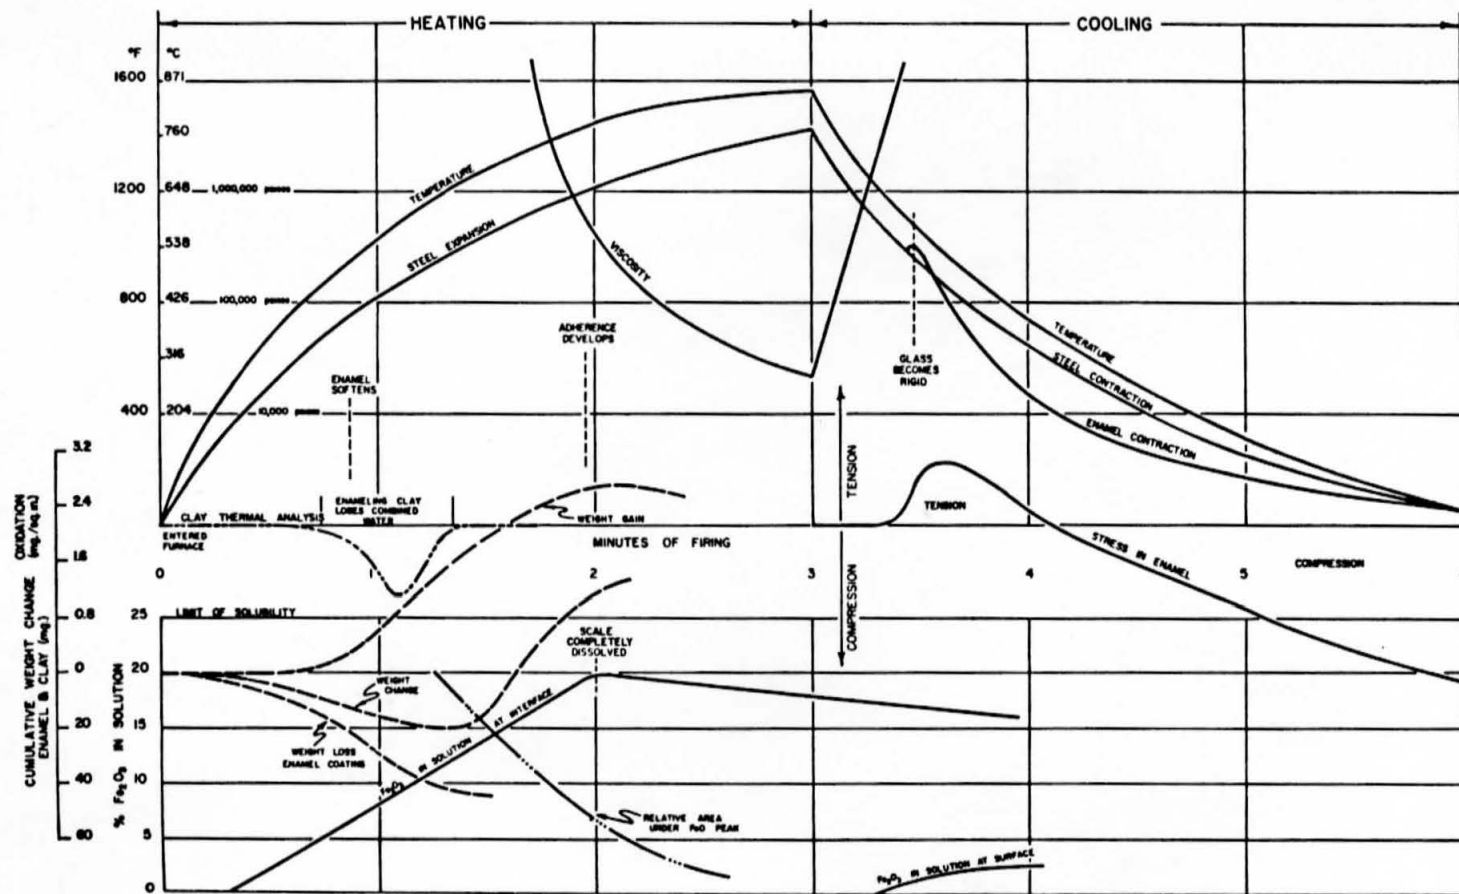 HEATING
COOLING
°F
°C
1600
871
760
1200
648
1,000,000 poises
538
800
426
100,000 poises
316
400
204
10,000 poises
TEMPERATURE
STEEL EXPANSION
VISCOSITY
ADHERENCE
DEVELOPS
ENAMEL
SOFTENS
GLASS
BECOMES
RIGID
TEMPERATURE
STEEL CONTRACTION
ENAMEL CONTRACTION
TENSION
COMPRESSION
TENSION
STRESS IN ENAMEL
COMPRESSION
CLAY THERMAL ANALYSIS
ENAMELING CLAY
LOSES COMBINED
WATER
WEIGHT GAIN
ENTERED
FURNACE
MINUTES OF FIRING
0
1
2
3
4
5
CUMULATIVE WEIGHT CHANGE
ENAMEL & CLAY (mg.)
OXIDATION
(mg./sq.in)
3.2
2.4
1.6
0.8
0
20
40
60
% Fe2O3 IN SOLUTION
25
20
15
10
5
0
LIMIT OF SOLUBILITY
SCALE
COMPLETELY
DISSOLVED
WEIGHT
CHANGE
WEIGHT LOSS
ENAMEL COATING
Fe2O3 IN SOLUTION AT INTERFACE
RELATIVE AREA
UNDER FeO PEAK
Fe2O3 IN SOLUTION AT SURFACE